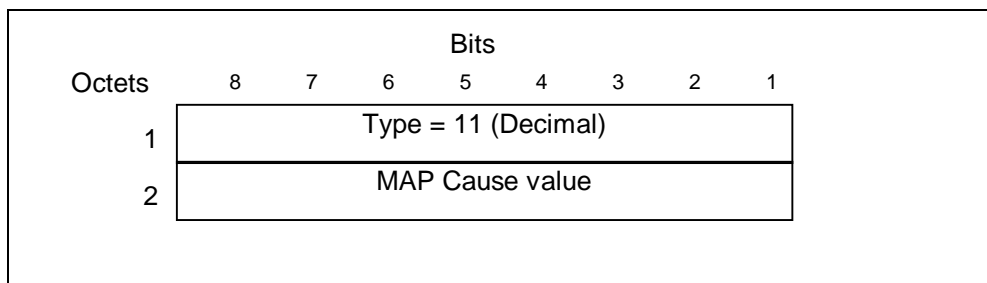 Bits
Octets 8 7 6 5 4 3 2 1
1 Type = 11 (Decimal)
2 MAP Cause value